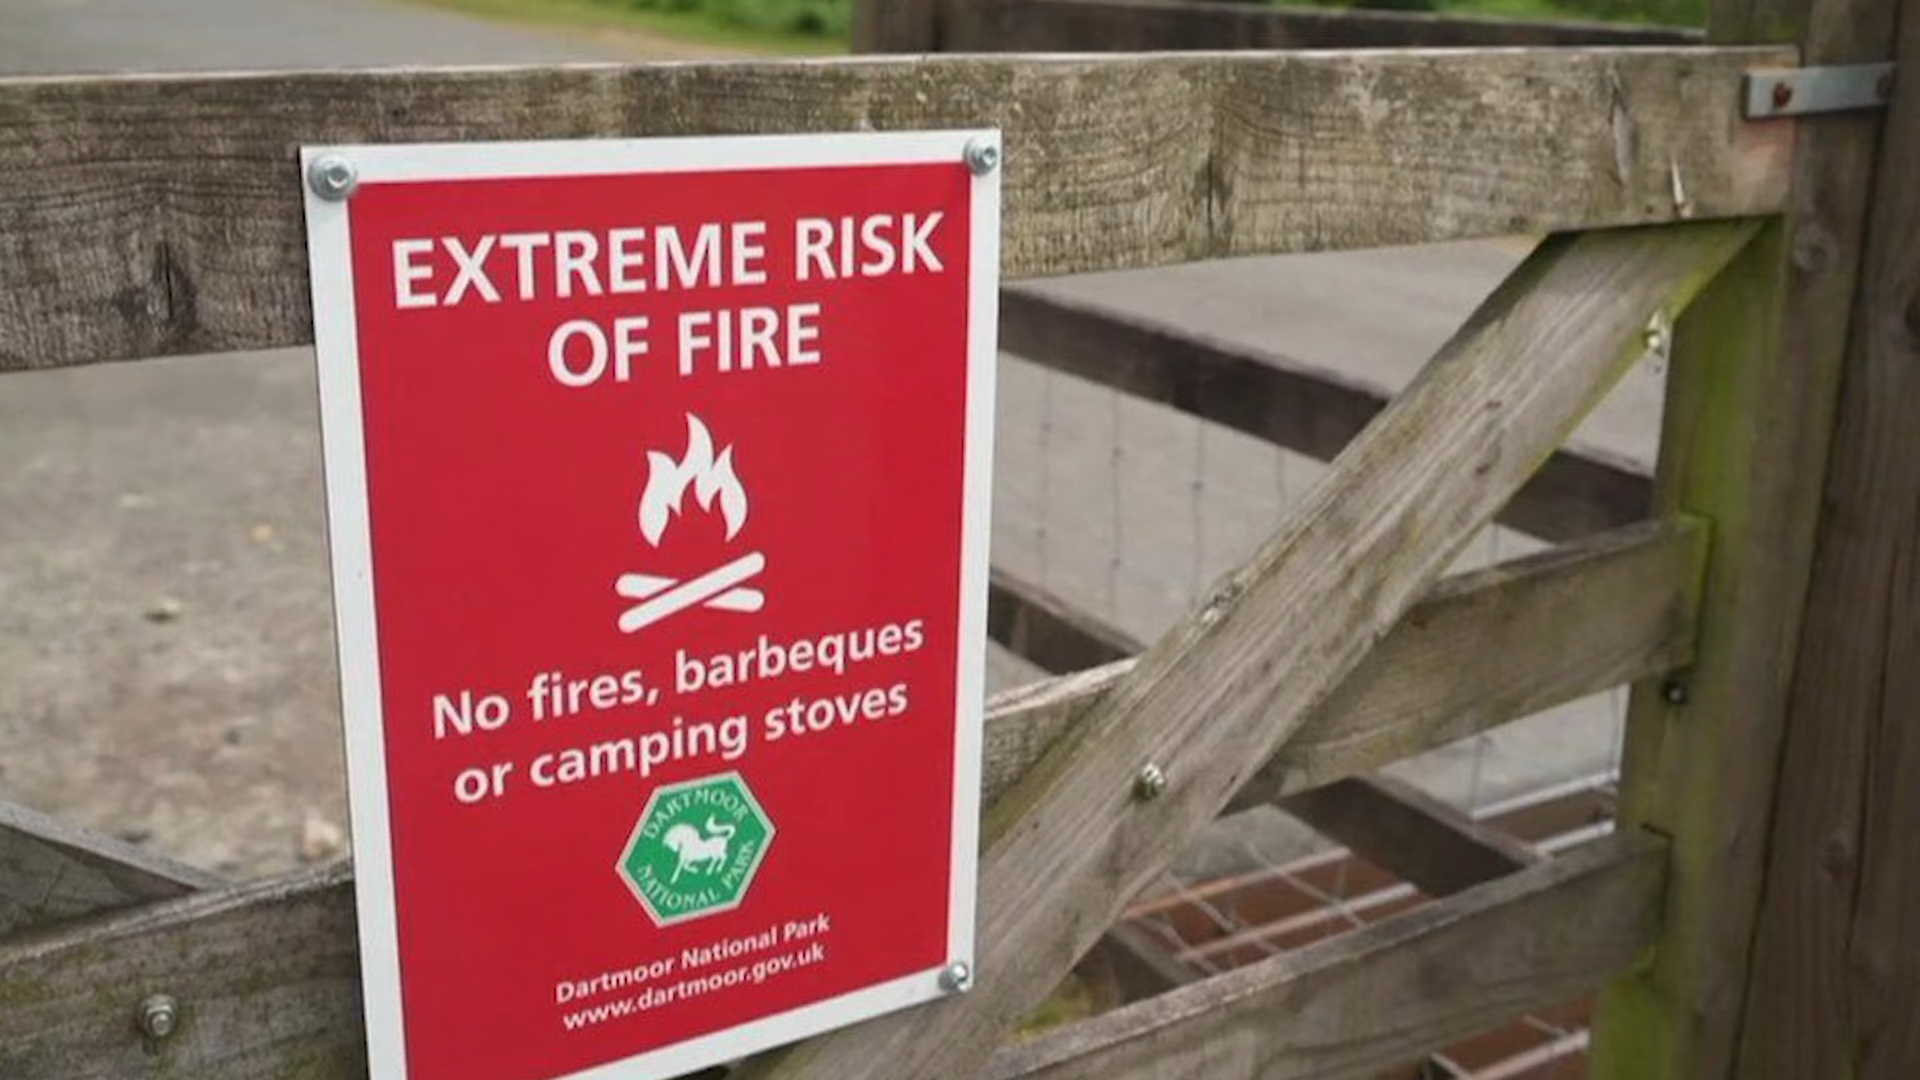 EXTREME RISK
OF FIRE
No fires, barbeques
or camping stoves
DARTMOOR
NATIONAL PARK
Dartmoor National Park
www.dartmoor.gov.uk